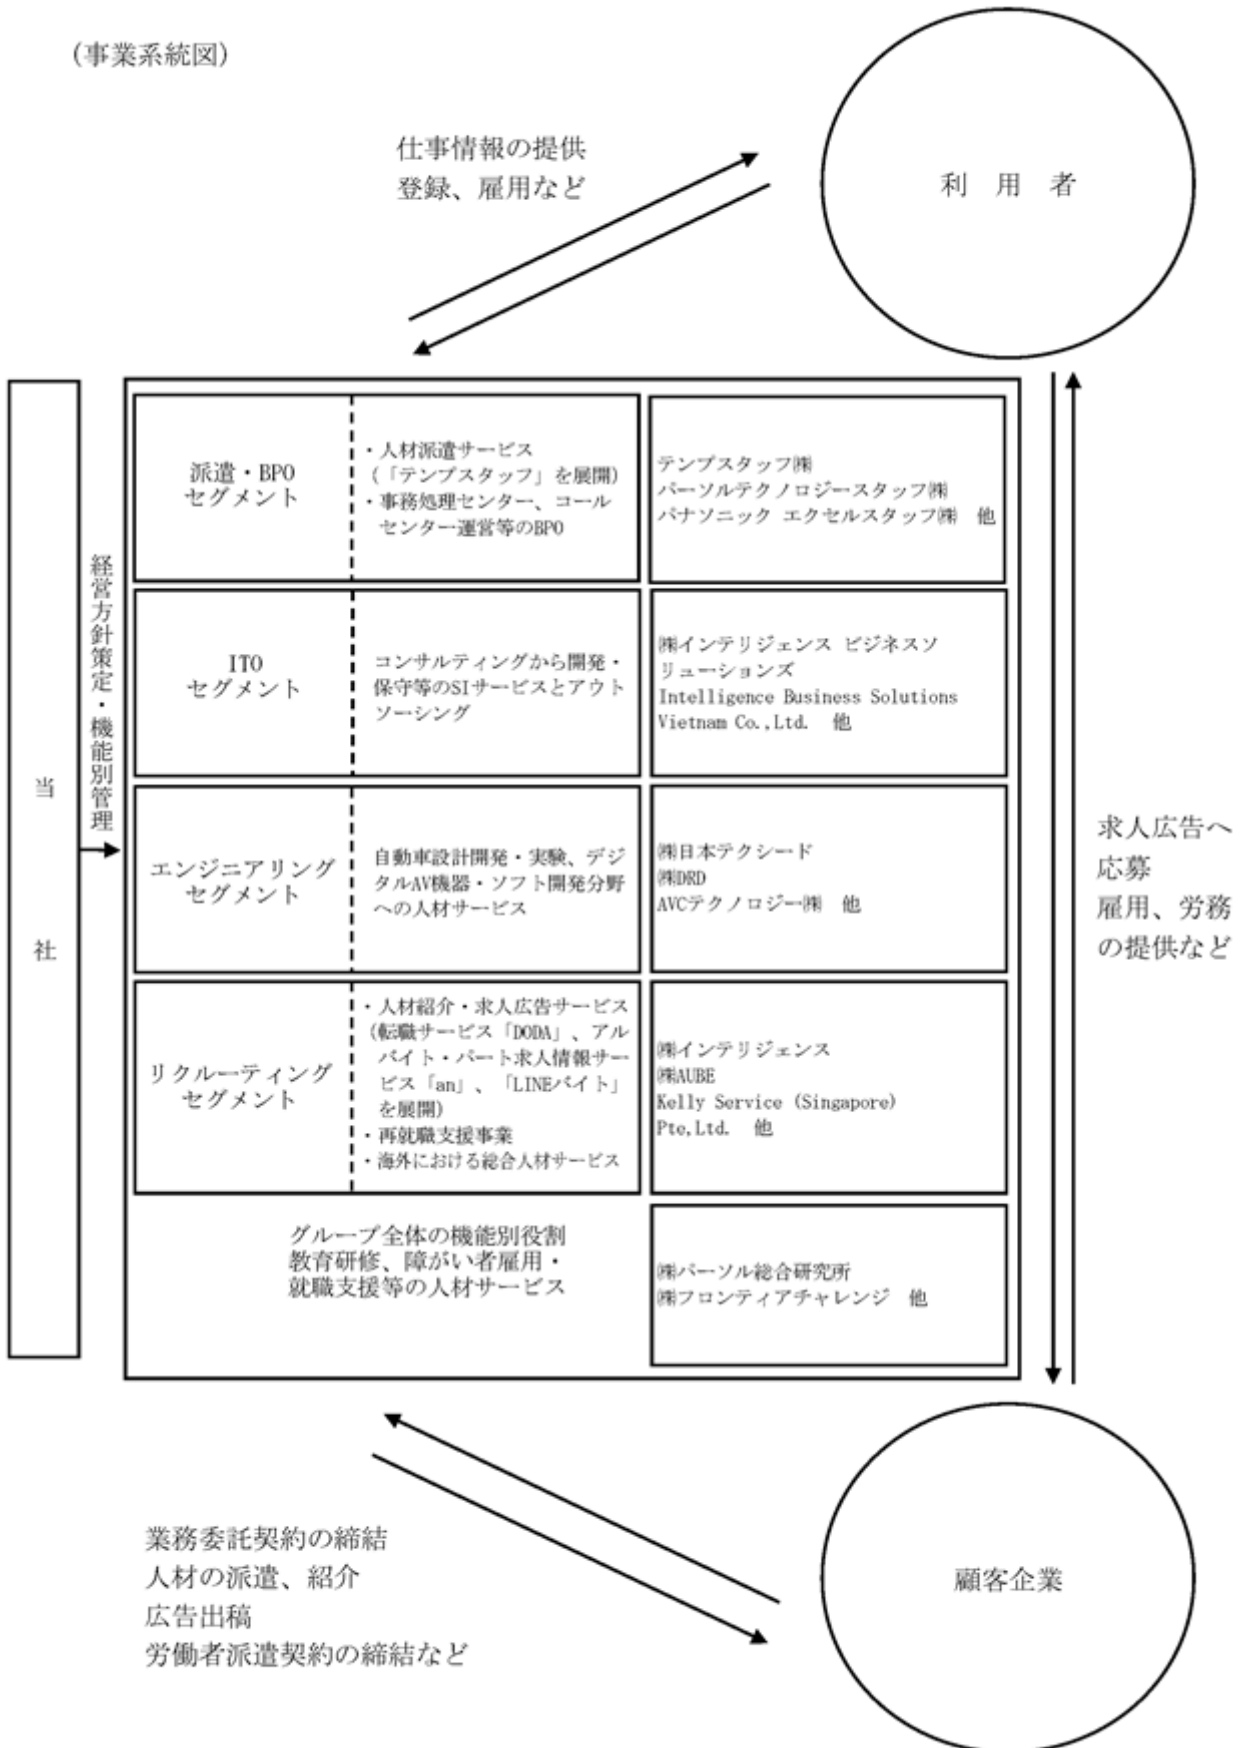 (事業系統図)
仕事情報の提供
登録、雇用など
利 用 者
当
社
経営方針策定・機能別管理
派遣・BPO
セグメント
・人材派遣サービス
(「テンプスタッフ」を展開)
・事務処理センター、コール
センター運営等のBPO
テンプスタッフ㈱
パーソルテクノロジースタッフ㈱
パナソニック エクセルスタッフ㈱ 他
ITO
セグメント
コンサルティングから開発・
保守等のSIサービスとアウト
ソーシング
㈱インテリジェンス ビジネスソ
リューションズ
Intelligence Business Solutions
Vietnam Co.,Ltd. 他
エンジニアリング
セグメント
自動車設計開発・実験、デジ
タルAV機器・ソフト開発分野
への人材サービス
㈱日本テクシード
㈱DRD
AVCテクノロジー㈱ 他
リクルーティング
セグメント
・人材紹介・求人広告サービス
(転職サービス「DODA」、アル
バイト・パート求人情報サー
ビス「an」、「LINEバイト」
を展開)
・再就職支援事業
・海外における総合人材サービス
㈱インテリジェンス
㈱AUBE
Kelly Service (Singapore)
Pte,Ltd. 他
グループ全体の機能別役割
教育研修、障がい者雇用・
就職支援等の人材サービス
㈱パーソル総合研究所
㈱フロンティアチャレンジ 他
求人広告へ
応募
雇用、労務
の提供など
業務委託契約の締結
人材の派遣、紹介
広告出稿
労働者派遣契約の締結など
顧客企業